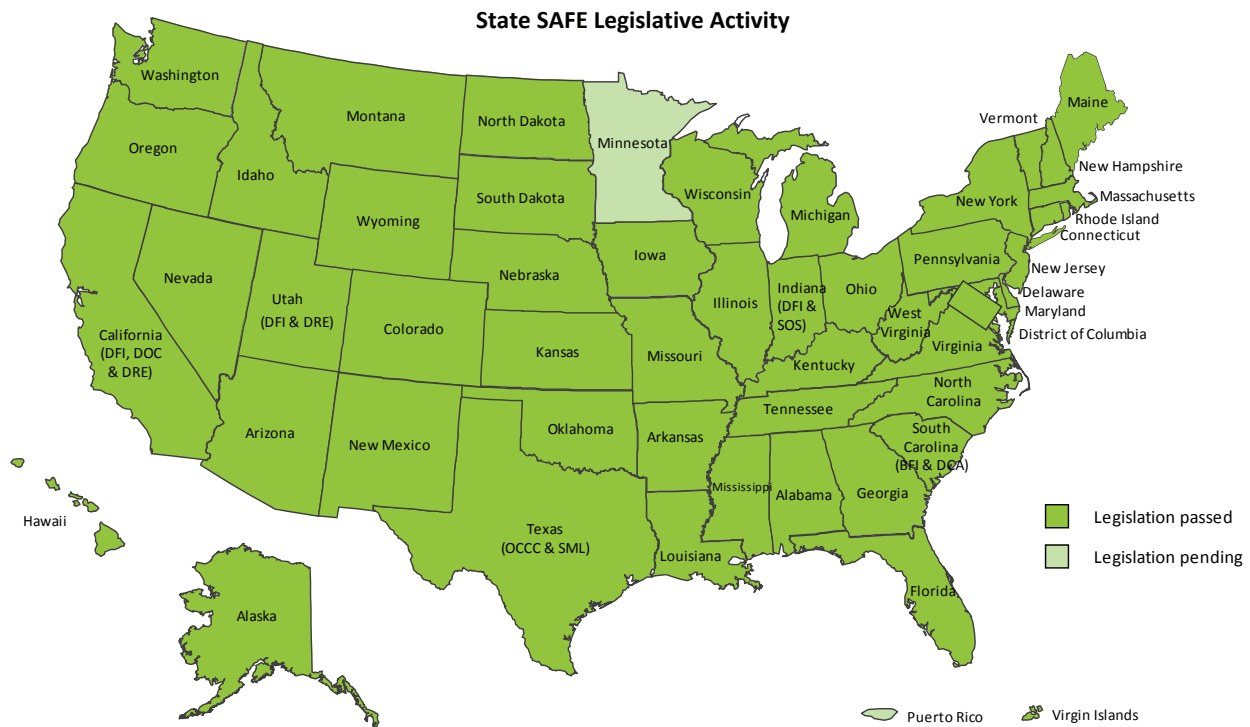 State SAFE Legislative Activity
Washington
Montana
North Dakota
Minnesota
Maine
Vermont
Oregon
Idaho
New Hampshire
Wisconsin
South Dakota
Wyoming
Michigan
New York
Massachusetts
Rhode Island
Connecticut
Iowa
Pennsylvania
New Jersey
Nevada
Nebraska
Utah
(DFI & DRE)
Illinois
Indiana
(DFI &
SOS)
Ohio
Delaware
Maryland
District of Columbia
West
Virginia
Virginia
California
(DFI, DOC
& DRE)
Colorado
Kansas
Missouri
Kentucky
North
Carolina
Tennessee
Arizona
New Mexico
Oklahoma
Arkansas
South
Carolina
(BFI & DCA)
Mississippi
Alabama
Georgia
Hawaii
Texas
(OCCC & SML)
Louisiana
Florida
Alaska
Legislation passed
Legislation pending
Puerto Rico
Virgin Islands